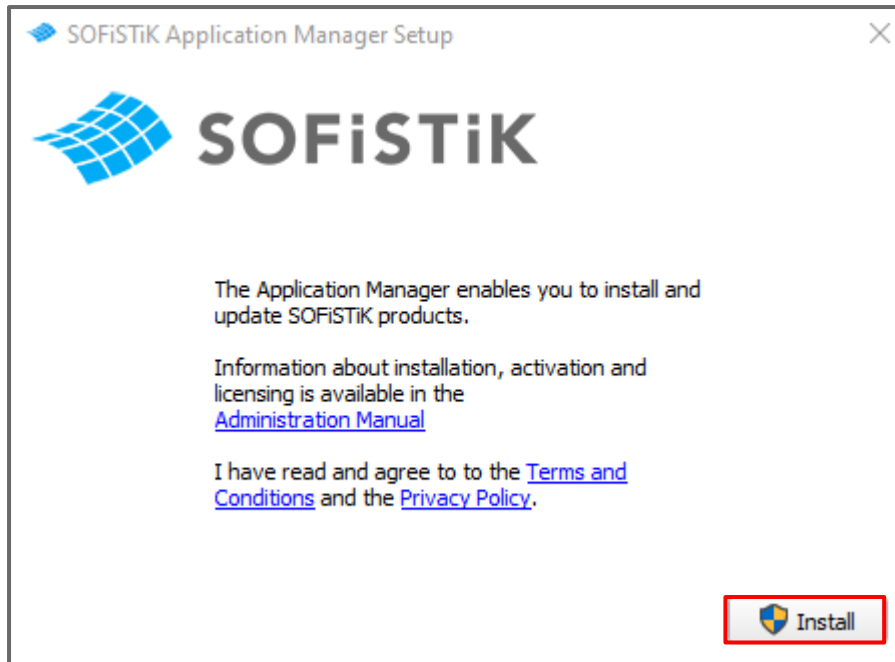 SOFiSTiK Application Manager Setup
SOFiSTiK
The Application Manager enables you to install and
update SOFiSTiK products.
Information about installation, activation and
licensing is available in the
Administration Manual
I have read and agree to to the Terms and
Conditions and the Privacy Policy.
Install